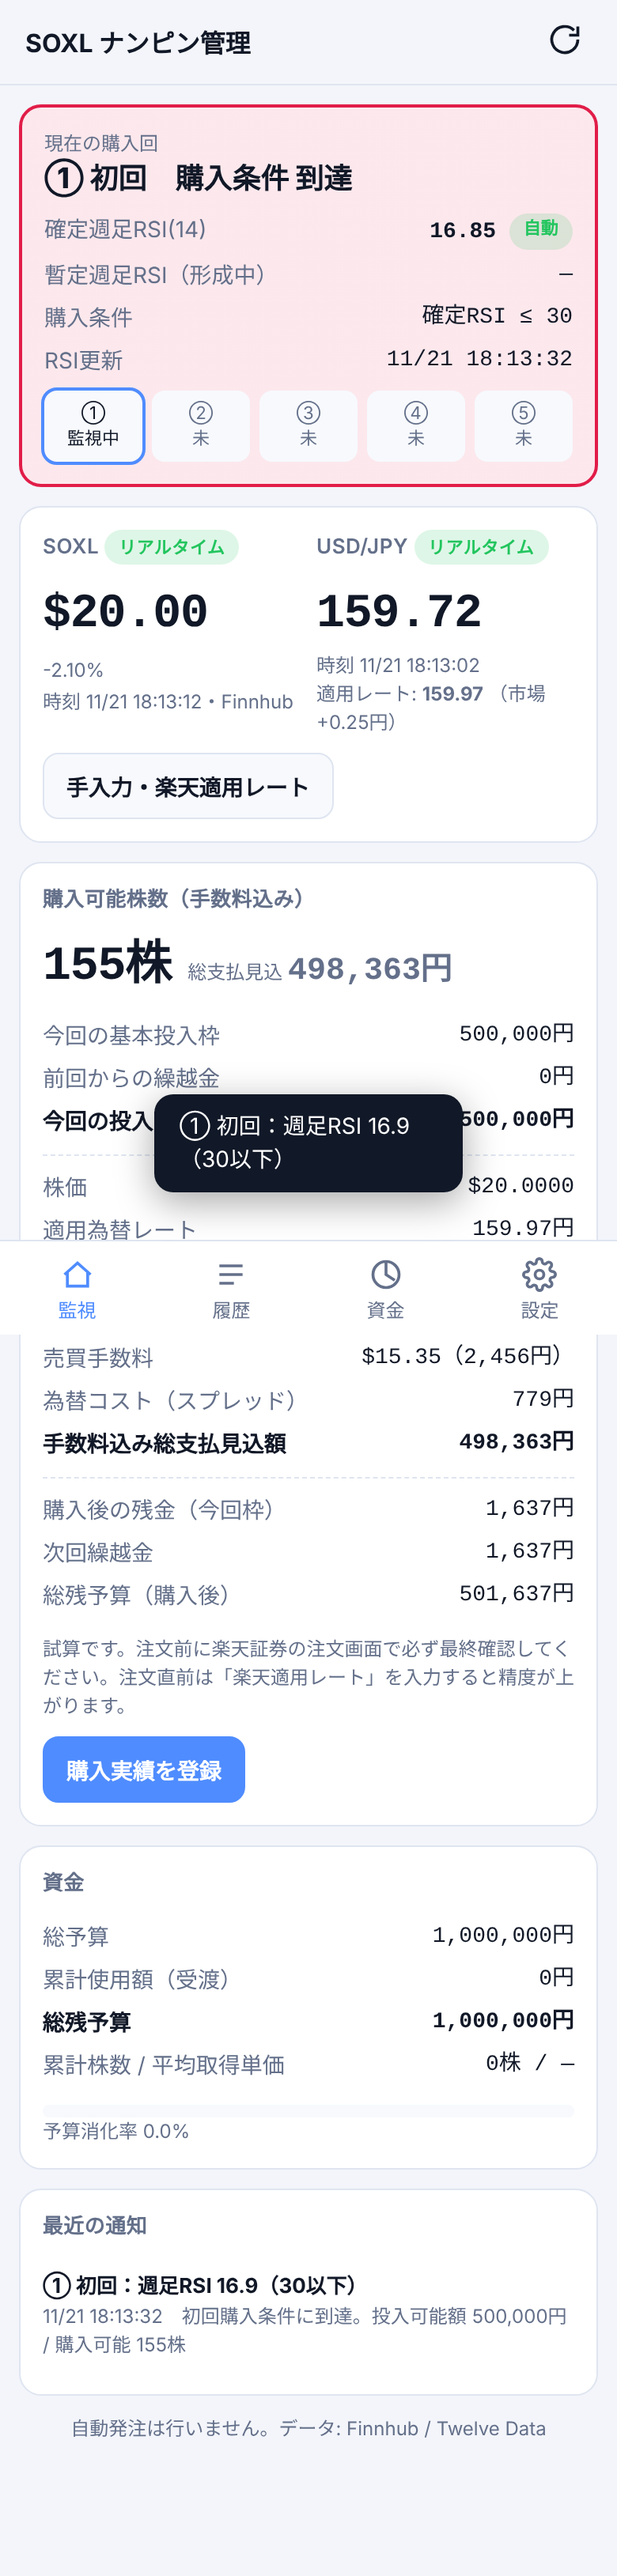 SOXL ナンピン管理
現在の購入回
① 初回　購入条件 到達
確定週足RSI(14) 16.85 自動
暫定週足RSI（形成中） —
購入条件 確定RSI ≤ 30
RSI更新 11/21 18:13:32
① ② ③ ④ ⑤
監視中 未 未 未 未
SOXL リアルタイム USD/JPY リアルタイム
$20.00 159.72
-2.10% 時刻 11/21 18:13:02
時刻 11/21 18:13:12・Finnhub 適用レート: 159.97 （市場
+0.25円）
手入力・楽天適用レート
購入可能株数（手数料込み）
155株 総支払見込 498,363円
今回の基本投入枠 500,000円
前回からの繰越金 0円
今回の投入 500,000円
① 初回：週足RSI 16.9
（30以下）
株価 $20.0000
適用為替レート 159.97円
監視 履歴 資金 設定
売買手数料 $15.35（2,456円）
為替コスト（スプレッド） 779円
手数料込み総支払見込額 498,363円
購入後の残金（今回枠） 1,637円
次回繰越金 1,637円
総残予算（購入後） 501,637円
試算です。注文前に楽天証券の注文画面で必ず最終確認してく
ださい。注文直前は「楽天適用レート」を入力すると精度が上
がります。
購入実績を登録
資金
総予算 1,000,000円
累計使用額（受渡） 0円
総残予算 1,000,000円
累計株数 / 平均取得単価 0株 / —
予算消化率 0.0%
最近の通知
① 初回：週足RSI 16.9（30以下）
11/21 18:13:32　初回購入条件に到達。投入可能額 500,000円
/ 購入可能 155株
自動発注は行いません。データ: Finnhub / Twelve Data